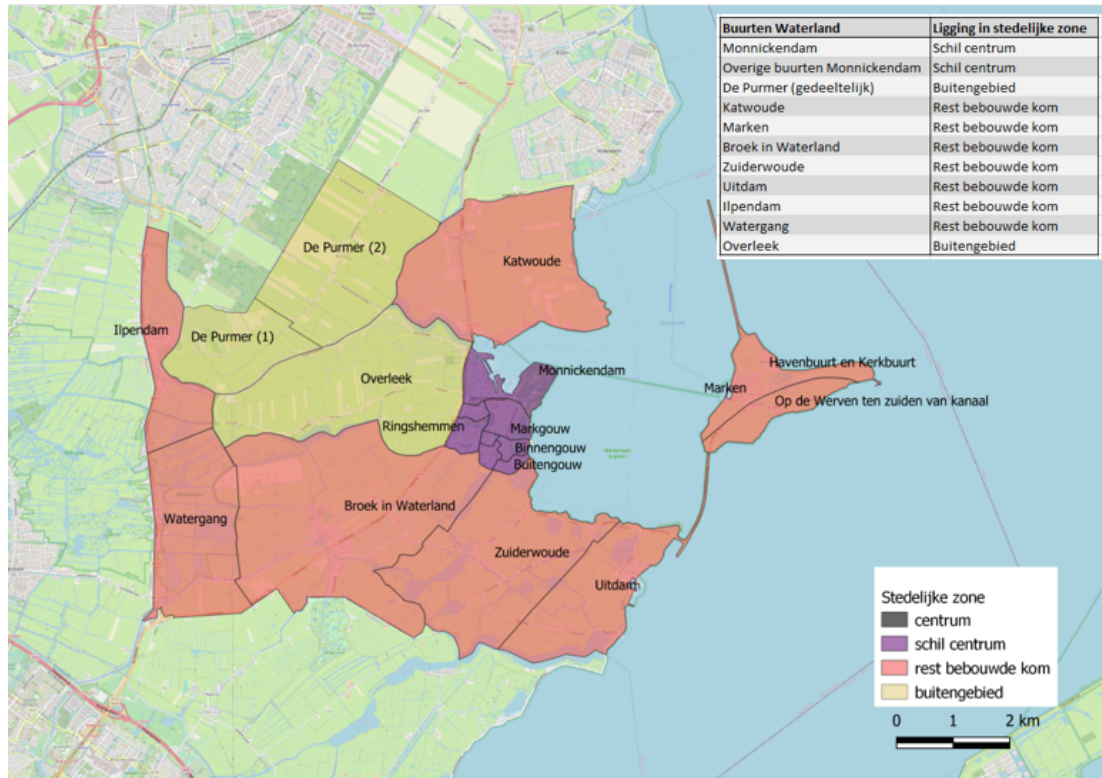 Buurten Waterland Ligging in stedelijke zone
Monnickendam Schil centrum
Overige buurten Monnickendam Schil centrum
De Purmer (gedeeltelijk) Buitengebied
Katwoude Rest bebouwde kom
Marken Rest bebouwde kom
Broek in Waterland Rest bebouwde kom
Zuiderwoude Rest bebouwde kom
Uitdam Rest bebouwde kom
Ilpendam Rest bebouwde kom
Watergang Rest bebouwde kom
Overleek Buitengebied
De Purmer (2)
Katwoude
Ilpendam
De Purmer (1)
Havenbuurt en Kerkbuurt
Monnickendam
Overleek
Marken
Op de Werven ten zuiden van kanaal
Ringshemmen
Markgouw
Binnengouw
Buitengouw
Broek in Waterland
Watergang
Zuiderwoude
Uitdam
Stedelijke zone
centrum
schil centrum
rest bebouwde kom
buitengebied
0 1 2 km